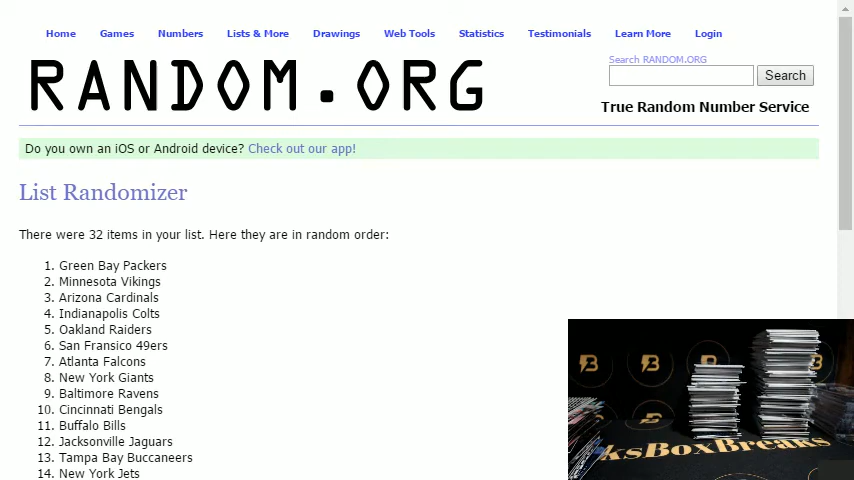 Home Games Numbers Lists & More Drawings Web Tools Statistics Testimonials Learn More Login
RANDOM.ORG
Search RANDOM.ORG
Search
True Random Number Service
Do you own an iOS or Android device? Check out our app!
List Randomizer
There were 32 items in your list. Here they are in random order:
1. Green Bay Packers
2. Minnesota Vikings
3. Arizona Cardinals
4. Indianapolis Colts
5. Oakland Raiders
6. San Fransico 49ers
7. Atlanta Falcons
8. New York Giants
9. Baltimore Ravens
10. Cincinnati Bengals
11. Buffalo Bills
12. Jacksonville Jaguars
13. Tampa Bay Buccaneers
14. New York Jets
ksBoxBreaks